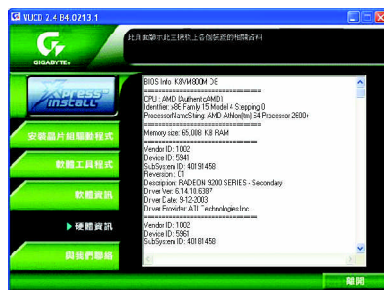 VUCD 2.4 B4.0213.1
GIGABYTE
此頁面顯示此主機板上各個裝置的相關資料
Xpress
INSTALL
安裝晶片組驅動程式
軟體工具程式
軟體資訊
硬體資訊
與我們聯絡
BIOS Info: K8VM800M DE
CPU : AMD (AuthenticAMD)
Identifier: x86 Family 15 Model 4 Stepping 0
ProcessorNameString: AMD Athlon(tm) 64 Processor 2600+
Memory size: 65,008 KB RAM
Vendor ID: 1002
Device ID: 5941
SubSystem ID: 40191458
Reversion: 01
Description: RADEON 9200 SERIES - Secondary
Driver Ver: 6.14.10.6387
Driver Date: 9-12-2003
Driver Provider: ATI Technologies Inc.
Vendor ID: 1002
Device ID: 5961
SubSystem ID: 40181458
離開